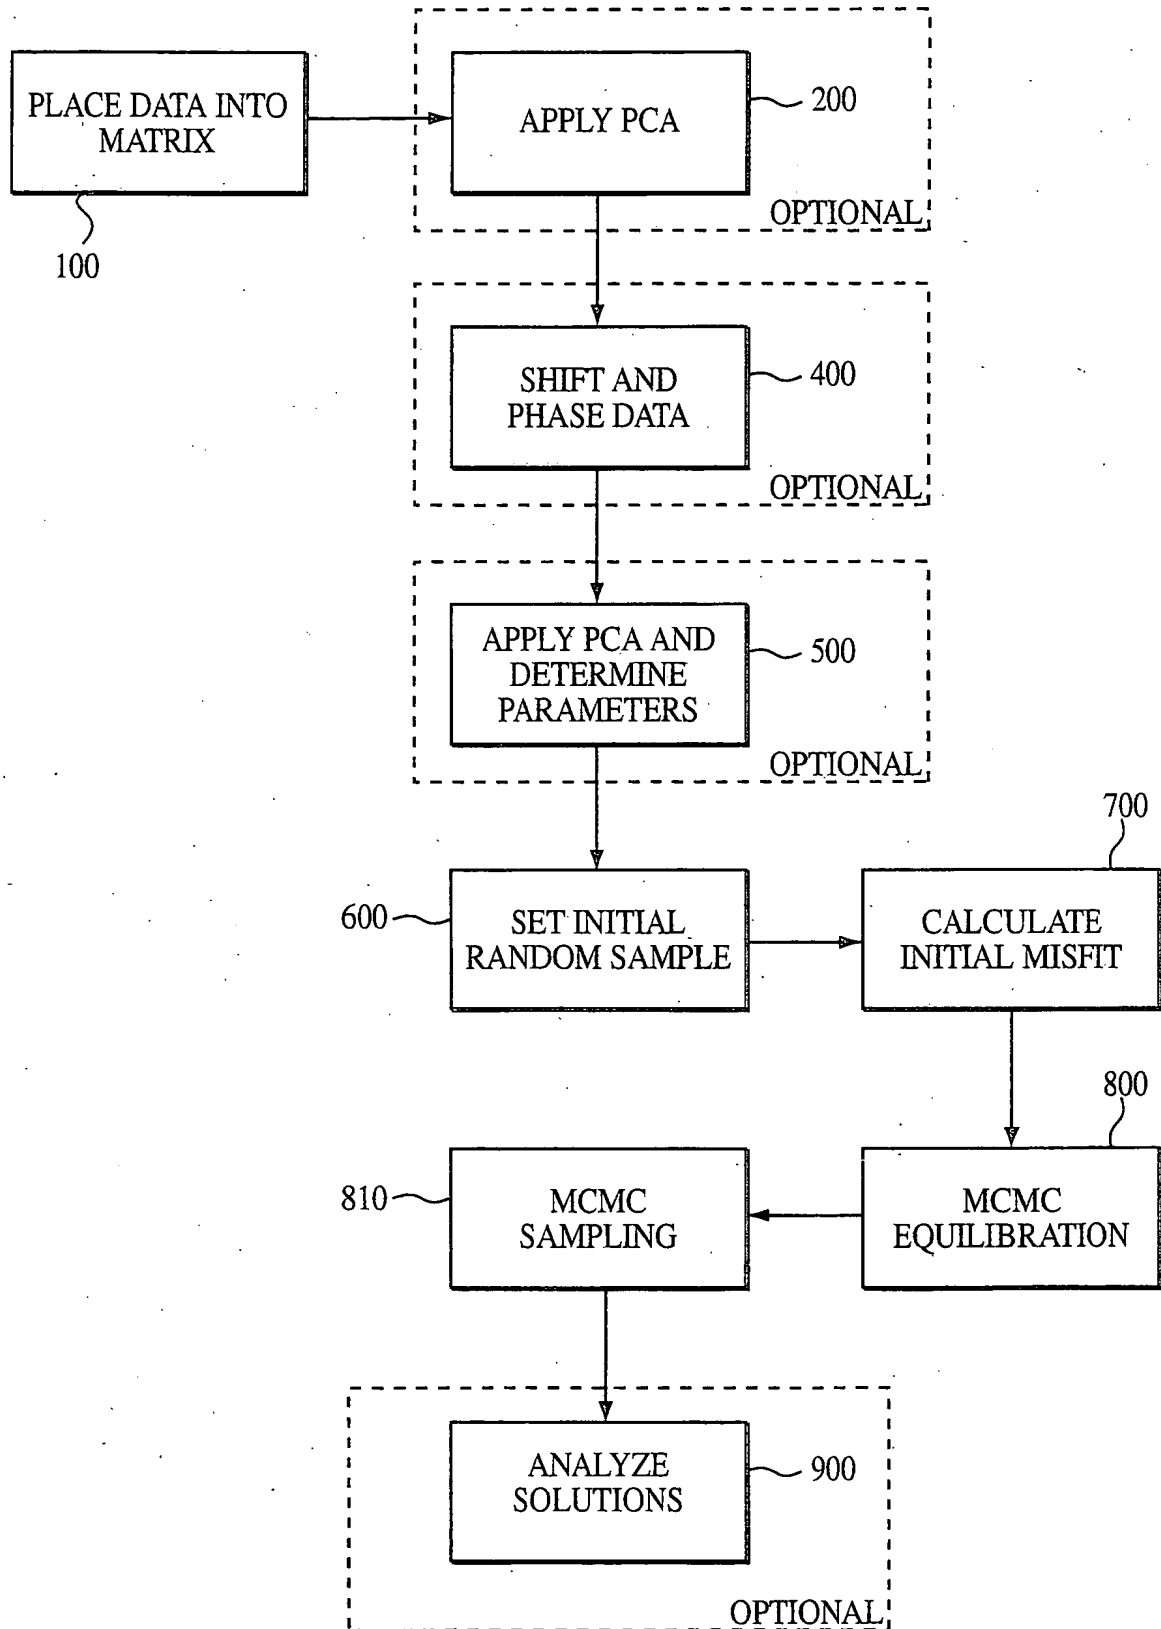 PLACE DATA INTO
MATRIX
100
APPLY PCA
200
OPTIONAL
SHIFT AND
PHASE DATA
400
OPTIONAL
APPLY PCA AND
DETERMINE
PARAMETERS
500
OPTIONAL
600
SET INITIAL
RANDOM SAMPLE
700
CALCULATE
INITIAL MISFIT
800
MCMC
EQUILIBRATION
810
MCMC
SAMPLING
ANALYZE
SOLUTIONS
900
OPTIONAL